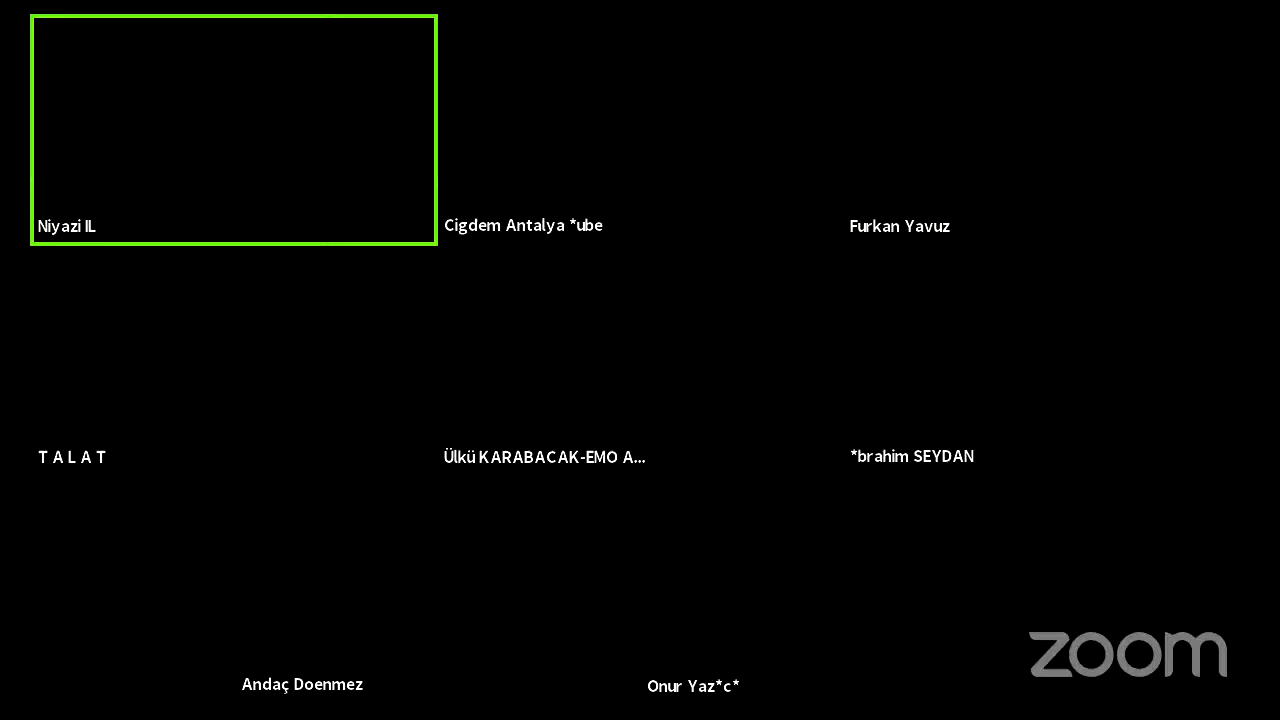 Niyazi IL
Cigdem Antalya *ube
Furkan Yavuz
T A L A T
Ülkü KARABACAK-EMO A...
*brahim SEYDAN
Andaç Doenmez
Onur Yaz*c*
zoom